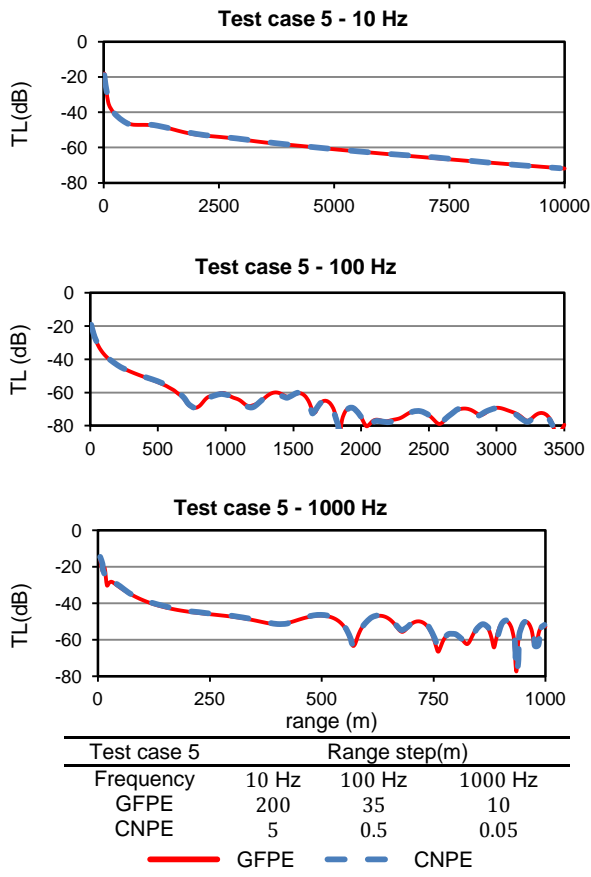 Test case 5 - 10 Hz
0
-20
-40
-60
-80
TL(dB)
0 2500 5000 7500 10000
Test case 5 - 100 Hz
0
-20
-40
-60
-80
TL (dB)
0 500 1000 1500 2000 2500 3000 3500
Test case 5 - 1000 Hz
0
-20
-40
-60
-80
TL(dB)
0 250 500 750 1000
range (m)
Test case 5 Range step(m)
Frequency 10 Hz 100 Hz 1000 Hz
GFPE 200 35 10
CNPE 5 0.5 0.05
GFPE CNPE